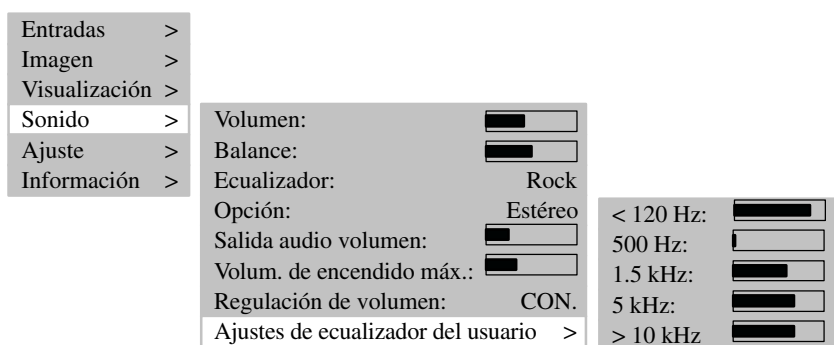 Entradas >
Imagen >
Visualización >
Sonido >
Ajuste >
Información >
Volumen:
Balance:
Ecualizador: Rock
Opción: Estéreo
Salida audio volumen:
Volum. de encendido máx.:
Regulación de volumen: CON.
Ajustes de ecualizador del usuario >
< 120 Hz:
500 Hz:
1.5 kHz:
5 kHz:
> 10 kHz